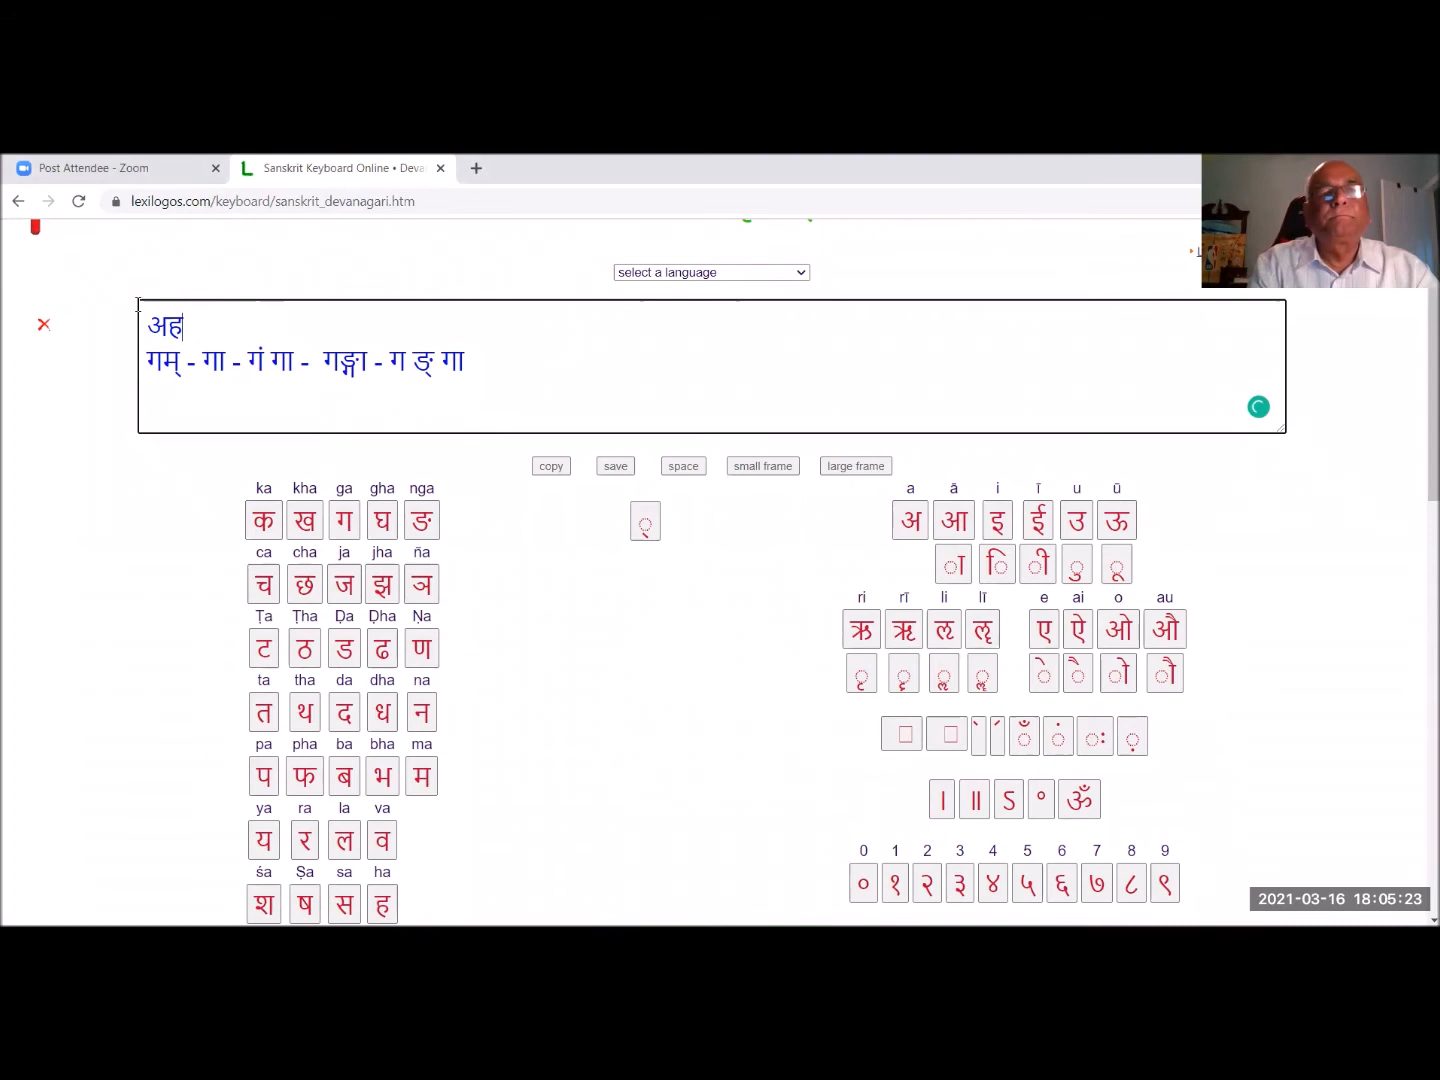 Post Attendee - Zoom
Sanskrit Keyboard Online • Deva
lexilogos.com/keyboard/sanskrit_devanagari.htm
select a language
अह
गम् - गा - गं गा - गङ्गा - ग ङ् गा
copy save space small frame large frame
ka kha ga gha nga
क ख ग घ ङ
ca cha ja jha ña
च छ ज झ ञ
Ṭa Ṭha Ḍa Ḍha Ṇa
ट ठ ड ढ ण
ta tha da dha na
त थ द ध न
pa pha ba bha ma
प फ ब भ म
ya ra la va
य र ल व
śa Ṣa sa ha
श ष स ह
्
a ā i ī u ū
अ आ इ ई उ ऊ
ा ि ी ु ू
ri rī li lī e ai o au
ऋ ॠ ऌ ॡ ए ऐ ओ औ
ृ ॄ ॢ ॣ े ै ो ौ
ँ ं ः ़
। ॥ ऽ ° ॐ
0 1 2 3 4 5 6 7 8 9
० १ २ ३ ४ ५ ६ ७ ८ ९
2021-03-16 18:05:23